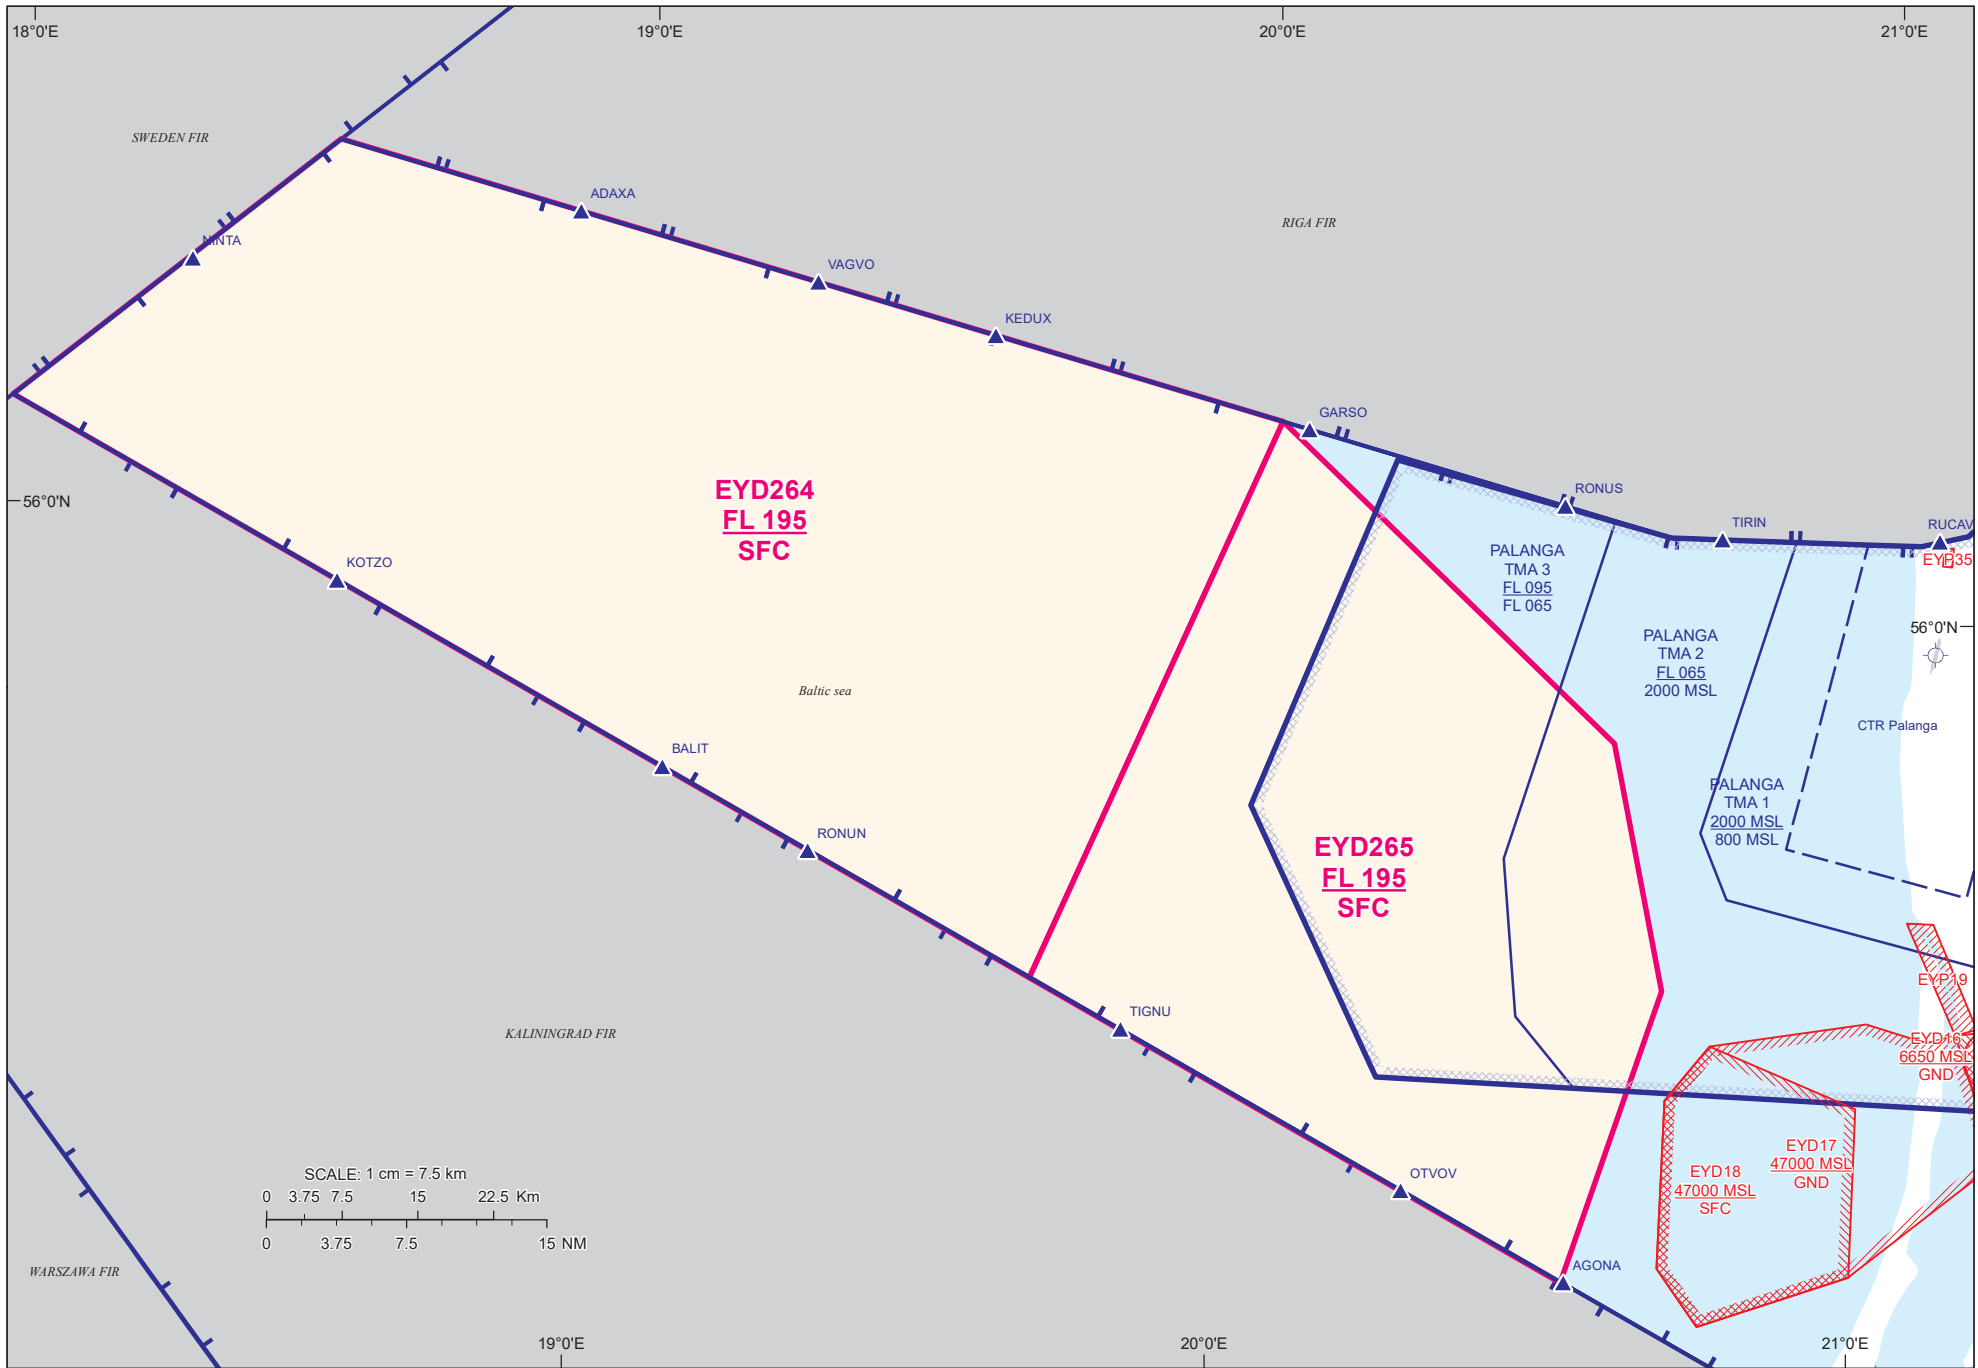 18°0'E
19°0'E
20°0'E
21°0'E
SWEDEN FIR
ADAXA
RIGA FIR
NINTA
VAGVO
KEDUX
GARSO
56°0'N
EYD264
FL 195
SFC
RONUS
TIRIN
RUCAV
EYP35
PALANGA
TMA 3
FL 095
FL 065
KOTZO
56°0'N
PALANGA
TMA 2
FL 065
2000 MSL
Baltic sea
CTR Palanga
BALIT
PALANGA
TMA 1
2000 MSL
800 MSL
RONUN
EYD265
FL 195
SFC
EYP19
TIGNU
KALININGRAD FIR
EYD16
6650 MSL
GND
EYD17
47000 MSL
GND
EYD18
47000 MSL
SFC
OTVOV
SCALE: 1 cm = 7.5 km
0 3.75 7.5 15 22.5 Km
0 3.75 7.5 15 NM
AGONA
WARSZAWA FIR
19°0'E
20°0'E
21°0'E